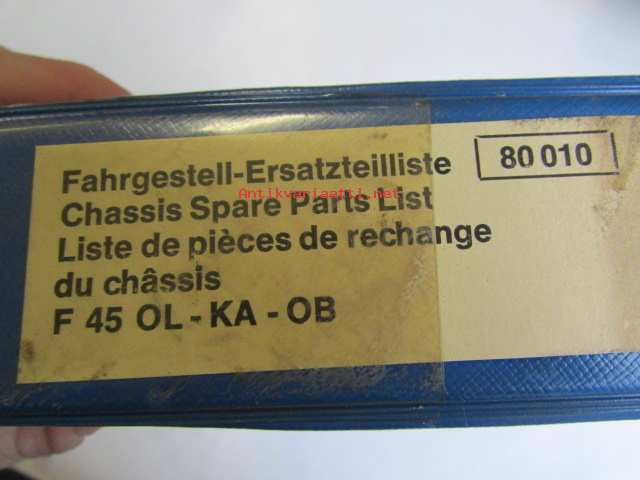 Fahrgestell-Ersatzteilliste 80 010
Antikvariaetti.net
Chassis Spare Parts List
Liste de pièces de rechange
du châssis
F 45 OL-KA-OB